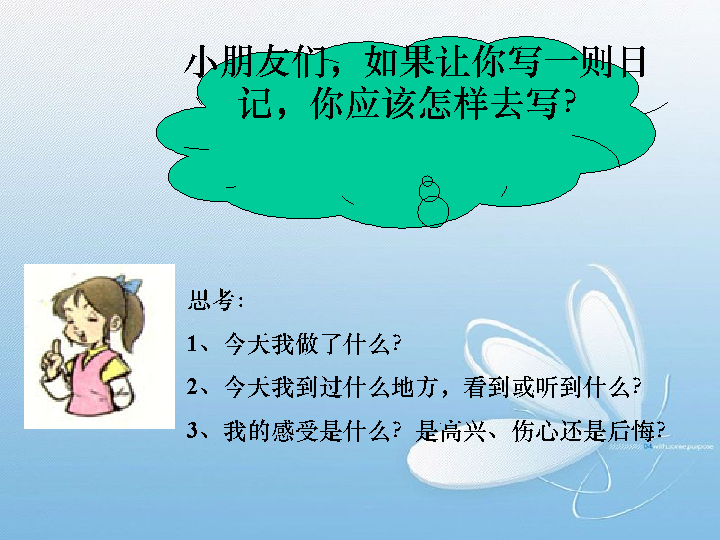 小朋友们，如果让你写一则日
记，你应该怎样去写？
思考：
1、今天我做了什么？
2、今天我到过什么地方，看到或听到什么？
3、我的感受是什么？是高兴、伤心还是后悔？